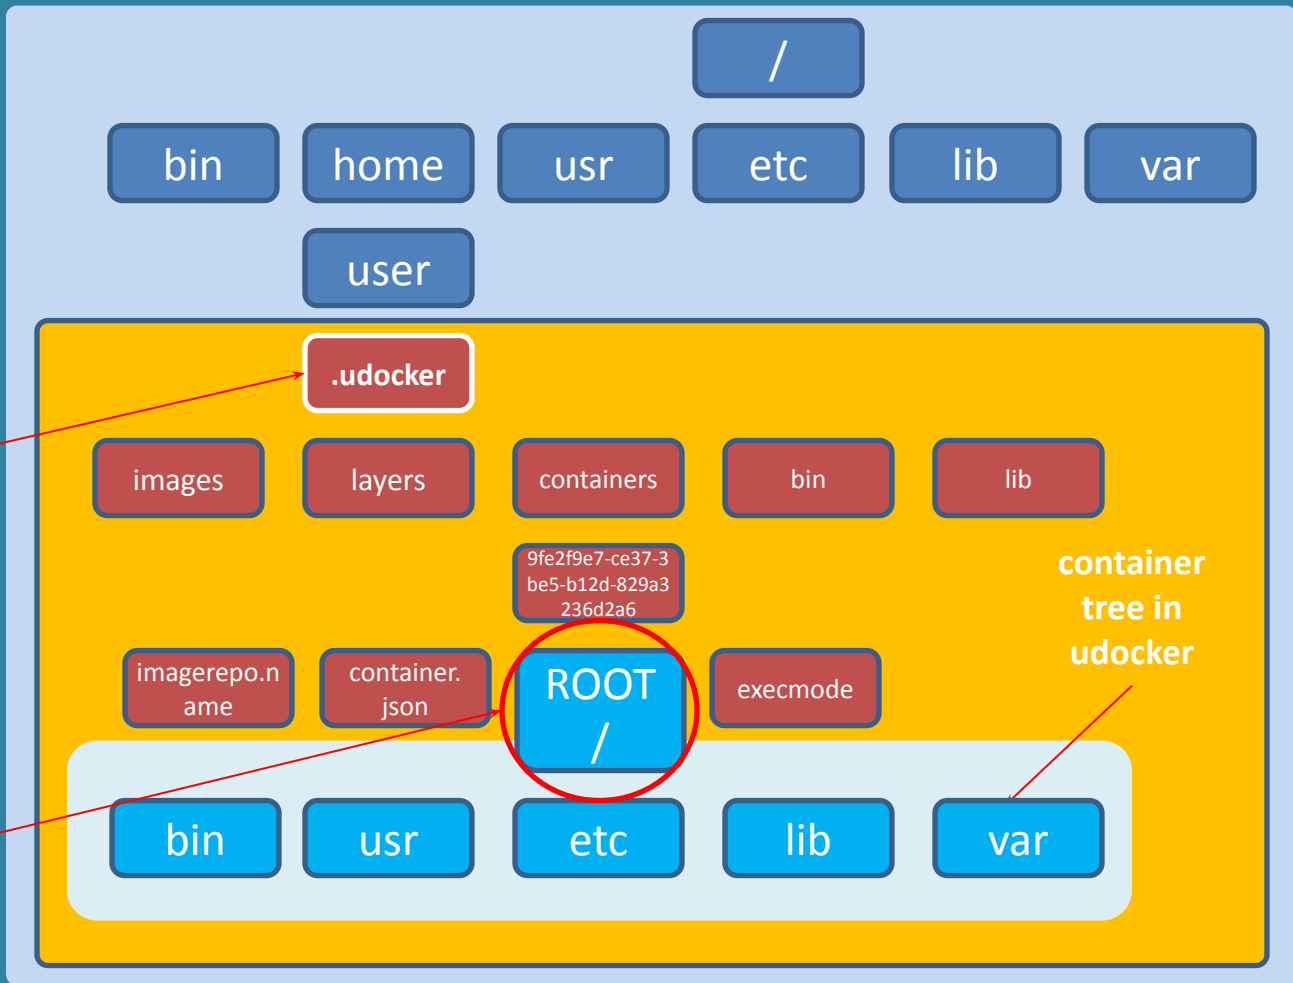 /
bin home usr etc lib var
user
.udocker
images layers containers bin lib
9fe2f9e7-ce37-3
be5-b12d-829a3
236d2a6
container
tree in
udocker
imagerepo.n
ame
container.
json
ROOT
/
execmode
bin usr etc lib var